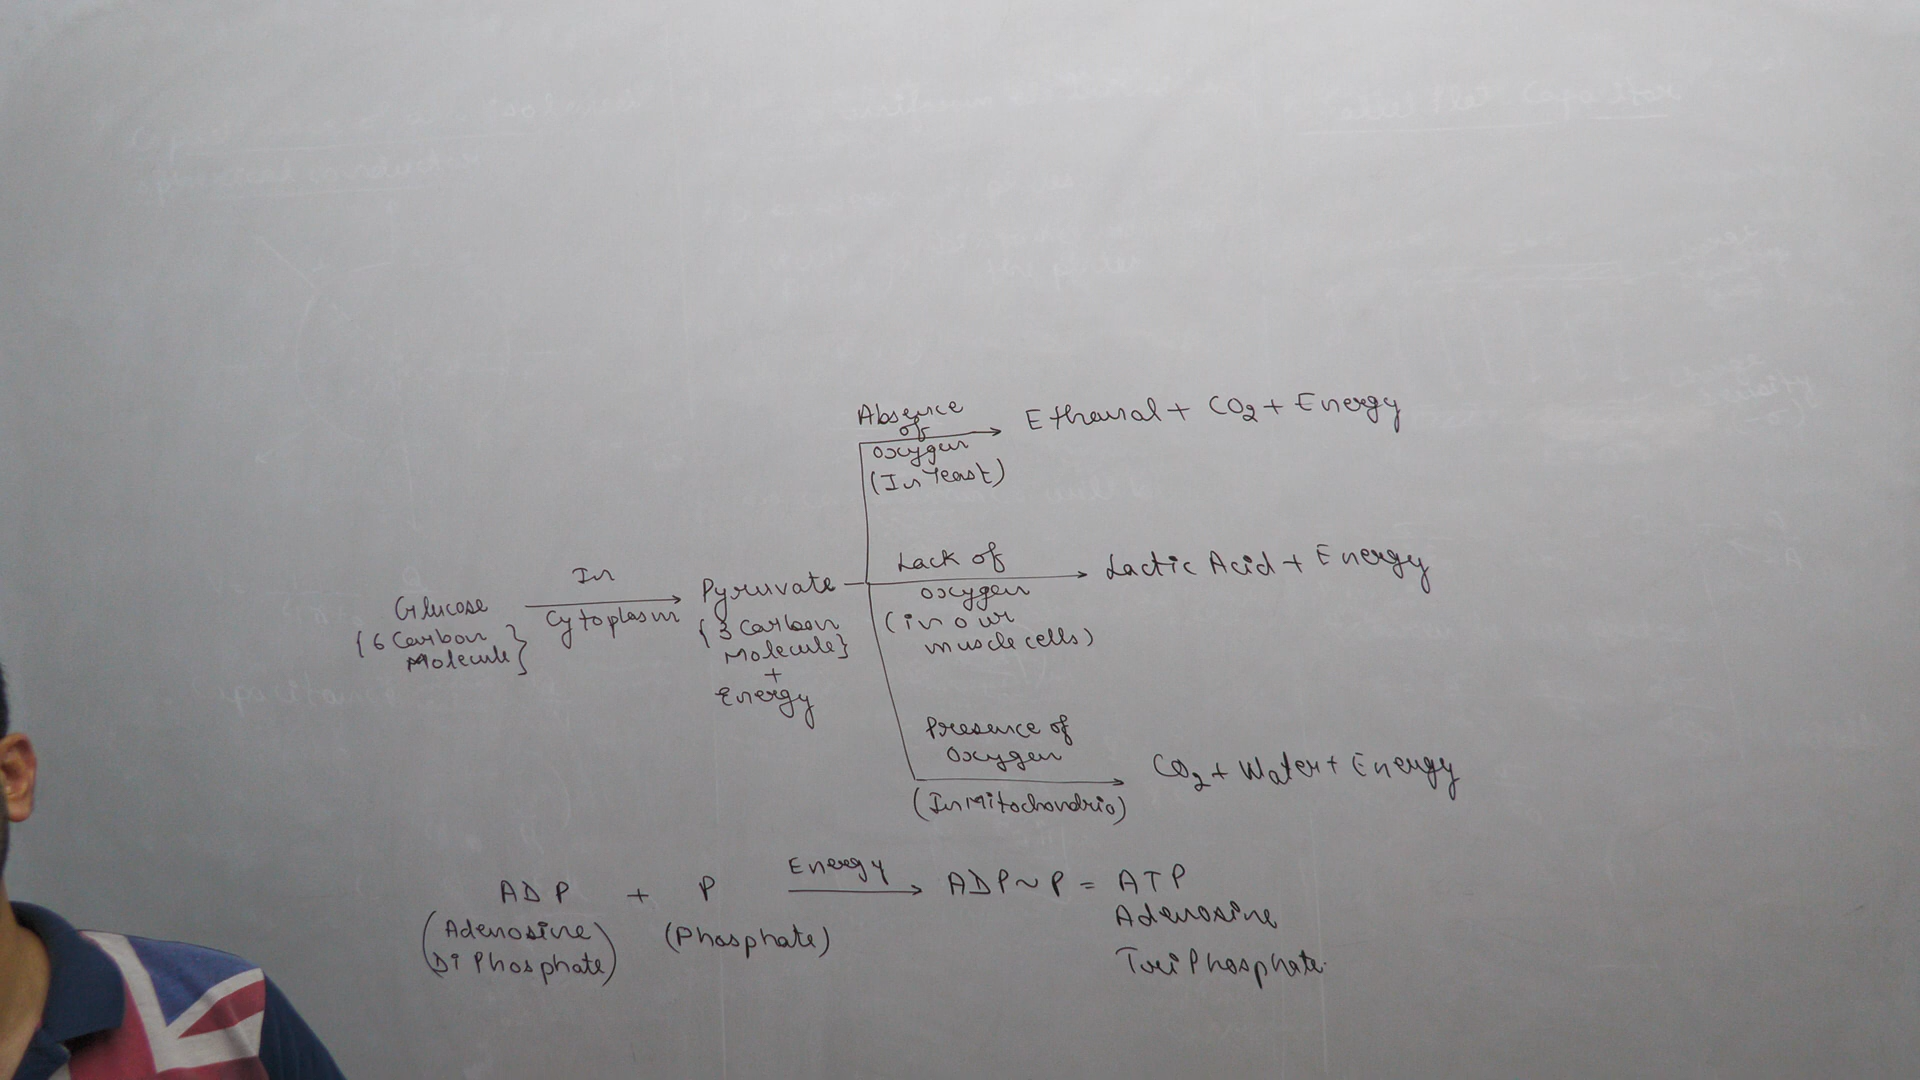 Absence
of
oxygen
(In Yeast)
Ethanol + CO2 + Energy
Lack of
oxygen
(in our
muscle cells)
Lactic Acid + Energy
Glucose
{6 Carbon
Molecule}
In
Cytoplasm
Pyruvate
{3 Carbon
Molecule}
+
Energy
Presence of
Oxygen
(In Mitochondria)
CO2 + Water + Energy
ADP + P Energy ADP~P = ATP
(Adenosine
Di Phosphate)
(Phosphate)
Adenosine
Tri Phosphate